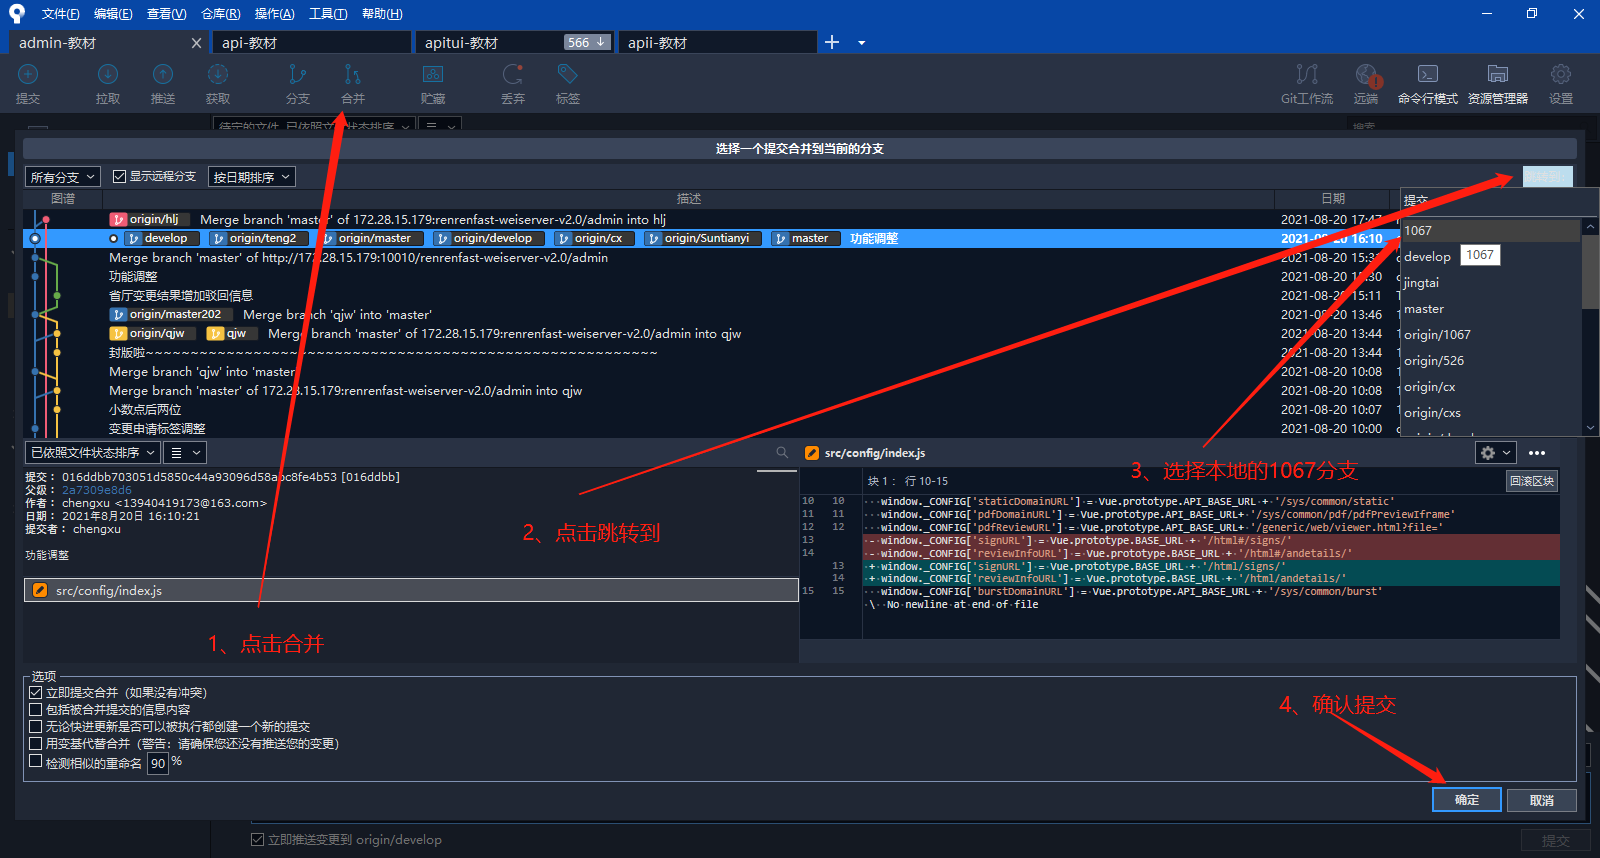 文件(F) 编辑(E) 查看(V) 仓库(R) 操作(A) 工具(T) 帮助(H)
admin-教材 api-教材 apitui-教材 566 apii-教材
提交 拉取 推送 获取 分支 合并 贮藏 丢弃 标签 Git工作流 远端 命令行模式 资源管理器 设置
待定的文件, 已依照文件状态排序 搜索
选择一个提交合并到当前的分支
所有分支 显示远程分支 按日期排序 跳转到
图谱 描述 日期 提交
origin/hlj Merge branch 'master' of 172.28.15.179:renrenfast-weiserver-v2.0/admin into hlj 2021-08-20 17:47
develop origin/teng2 origin/master origin/develop origin/cx origin/Suntianyi master 功能调整 2021-08-20 16:10
Merge branch 'master' of http://172.28.15.179:10010/renrenfast-weiserver-v2.0/admin 2021-08-20 15:31
功能调整 2021-08-20 15:30
省厅变更结果增加驳回信息 2021-08-20 15:11
origin/master202 Merge branch 'qjw' into 'master' 2021-08-20 13:46
origin/qjw qjw Merge branch 'master' of 172.28.15.179:renrenfast-weiserver-v2.0/admin into qjw 2021-08-20 13:44
封版啦~~~~~~~~~~~~~~~~~~~~~~~~~~~~~~~~~~~~~~~~~~~~~~~~~~~~~~~~~ 2021-08-20 13:44
Merge branch 'qjw' into 'master' 2021-08-20 10:08
Merge branch 'master' of 172.28.15.179:renrenfast-weiserver-v2.0/admin into qjw 2021-08-20 10:08
小数点后两位 2021-08-20 10:07
变更申请标签调整 2021-08-20 10:00
1067
develop 1067
jingtai
master
origin/1067
origin/526
origin/cx
origin/cxs
已依照文件状态排序
提交: 016ddbb703051d5850c44a93096d58abc8fe4b53 [016ddbb]
父级: 2a7309e8d6
作者: chengxu <13940419173@163.com>
日期: 2021年8月20日 16:10:21
提交者: chengxu
功能调整
src/config/index.js
src/config/index.js
块 1: 行 10-15 回滚区块
10 10 window._CONFIG['staticDomainURL'] = Vue.prototype.API_BASE_URL + '/sys/common/static'
11 11 window._CONFIG['pdfDomainURL'] = Vue.prototype.API_BASE_URL+ '/sys/common/pdf/pdfPreviewIframe'
12 12 window._CONFIG['pdfReviewURL'] = Vue.prototype.API_BASE_URL+ '/generic/web/viewer.html?file='
13 - window._CONFIG['signURL'] = Vue.prototype.BASE_URL + '/html#/signs/'
14 - window._CONFIG['reviewInfoURL'] = Vue.prototype.BASE_URL + '/html#/andetails/'
13 + window._CONFIG['signURL'] = Vue.prototype.BASE_URL + '/html/signs/'
14 + window._CONFIG['reviewInfoURL'] = Vue.prototype.BASE_URL + '/html/andetails/'
15 15 window._CONFIG['burstDomainURL'] = Vue.prototype.API_BASE_URL + '/sys/common/burst'
\ No newline at end of file
1、点击合并
2、点击跳转到
3、选择本地的1067分支
4、确认提交
选项
立即提交合并（如果没有冲突）
包括被合并提交的信息内容
无论快进更新是否可以被执行都创建一个新的提交
用变基代替合并（警告：请确保您还没有推送您的变更）
检测相似的重命名 90 %
确定 取消
立即推送变更到 origin/develop 提交